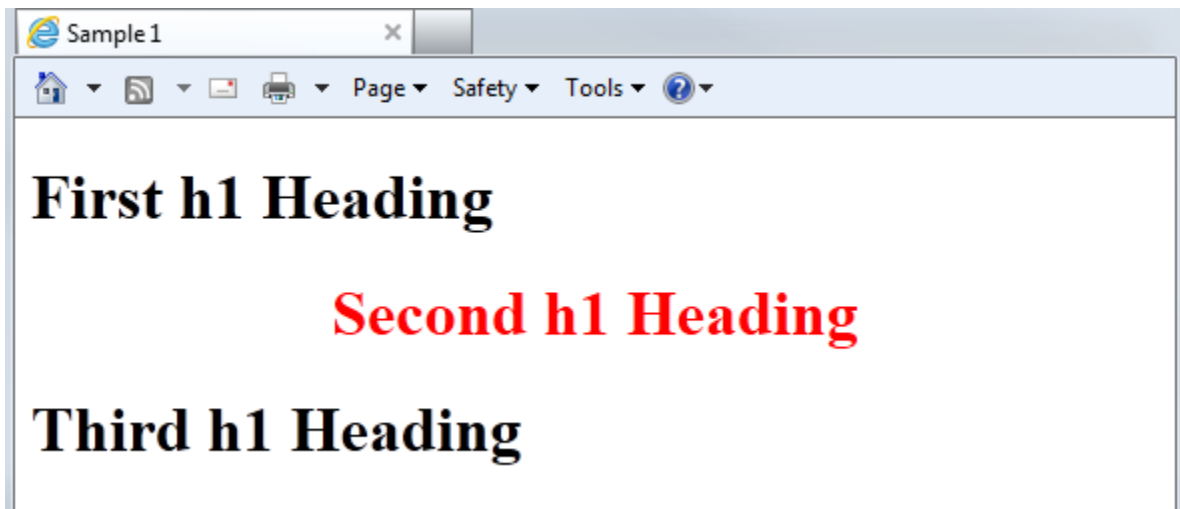 Sample 1
Page Safety Tools
First h1 Heading
Second h1 Heading
Third h1 Heading